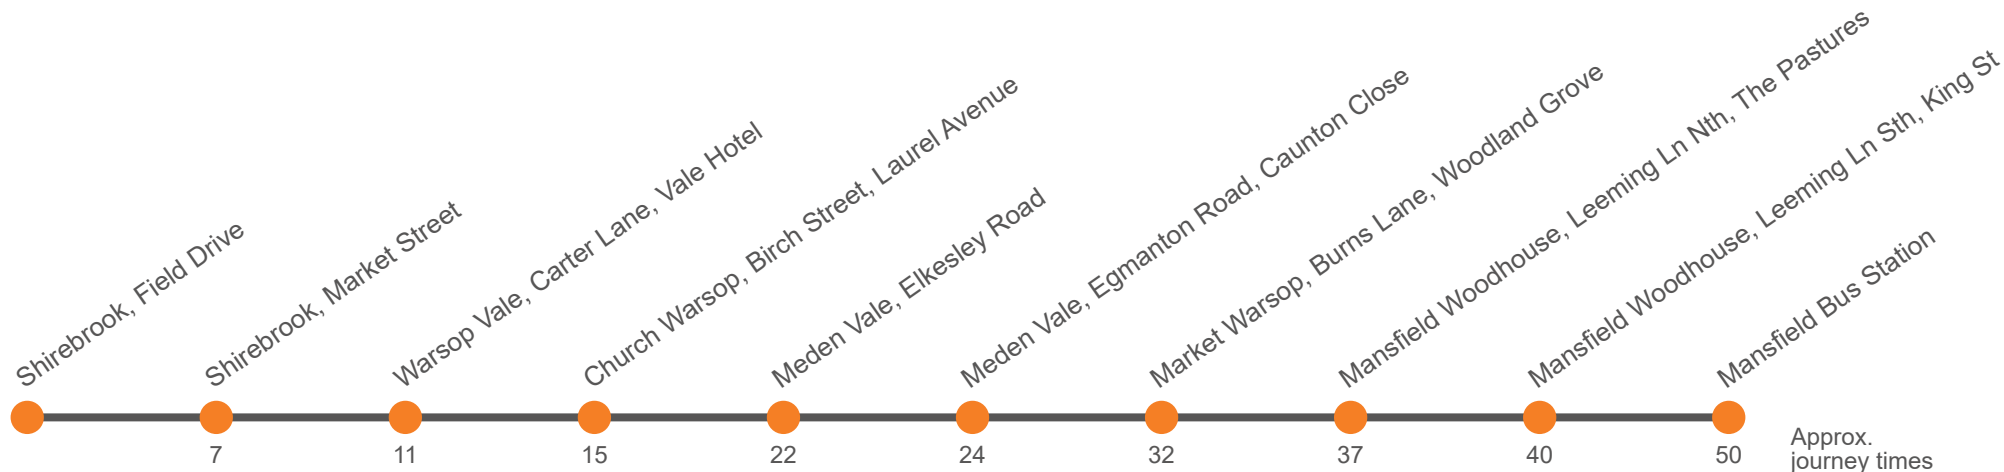 Shirebrook, Field Drive
Shirebrook, Market Street
Warsop Vale, Carter Lane, Vale Hotel
Church Warsop, Birch Street, Laurel Avenue
Meden Vale, Elkesley Road
Meden Vale, Egmanton Road, Caunton Close
Market Warsop, Burns Lane, Woodland Grove
Mansfield Woodhouse, Leeming Ln Nth, The Pastures
Mansfield Woodhouse, Leeming Ln Sth, King St
Mansfield Bus Station
7 11 15 22 24 32 37 40 50
Approx.
journey times